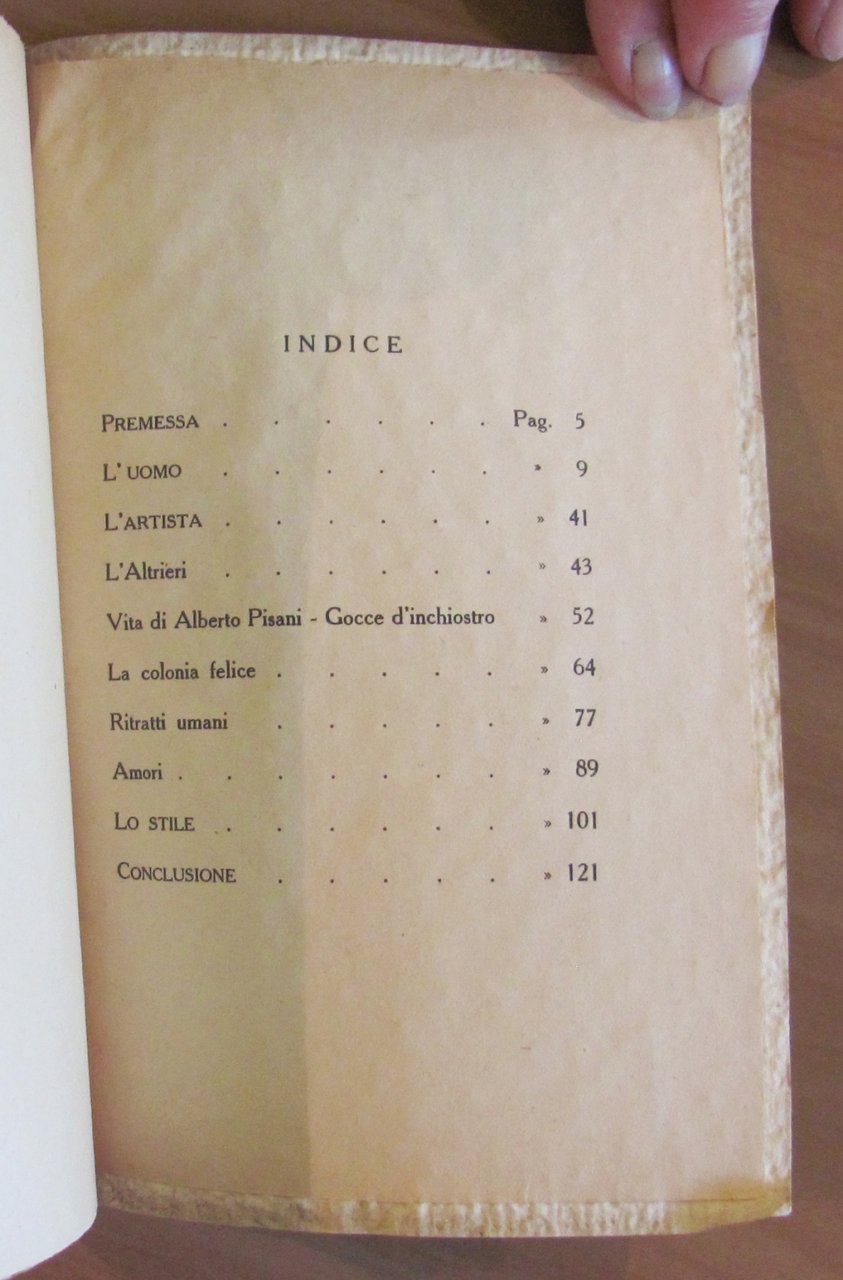 INDICE
PREMESSA . . . . . . Pag. 5
L'UOMO . . . . . . » 9
L'ARTISTA . . . . . . » 41
L'Altrieri . . . . . . » 43
Vita di Alberto Pisani - Gocce d'inchiostro » 52
La colonia felice . . . . . » 64
Ritratti umani . . . . . » 77
Amori . . . . . . . » 89
LO STILE . . . . . . » 101
CONCLUSIONE . . . . . » 121